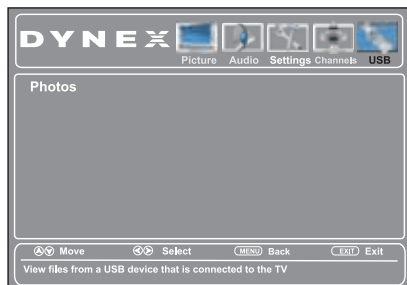 DYNEX
Picture Audio Settings Channels USB
Photos
Move Select MENU Back EXIT Exit
View files from a USB device that is connected to the TV